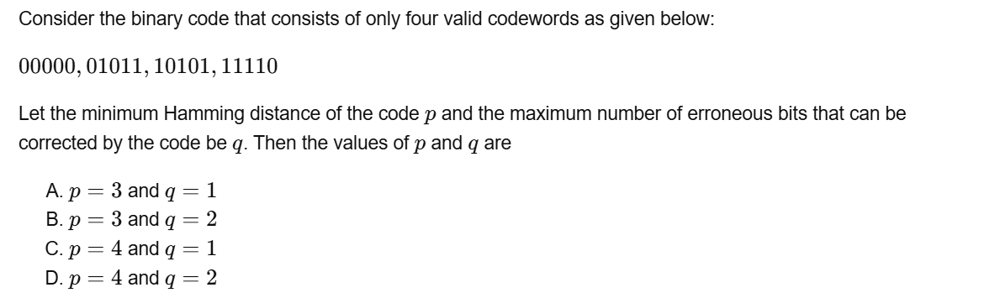 Consider the binary code that consists of only four valid codewords as given below:
00000, 01011, 10101, 11110
Let the minimum Hamming distance of the code p and the maximum number of erroneous bits that can be
corrected by the code be q. Then the values of p and q are
A. p = 3 and q = 1
B. p = 3 and q = 2
C. p = 4 and q = 1
D. p = 4 and q = 2